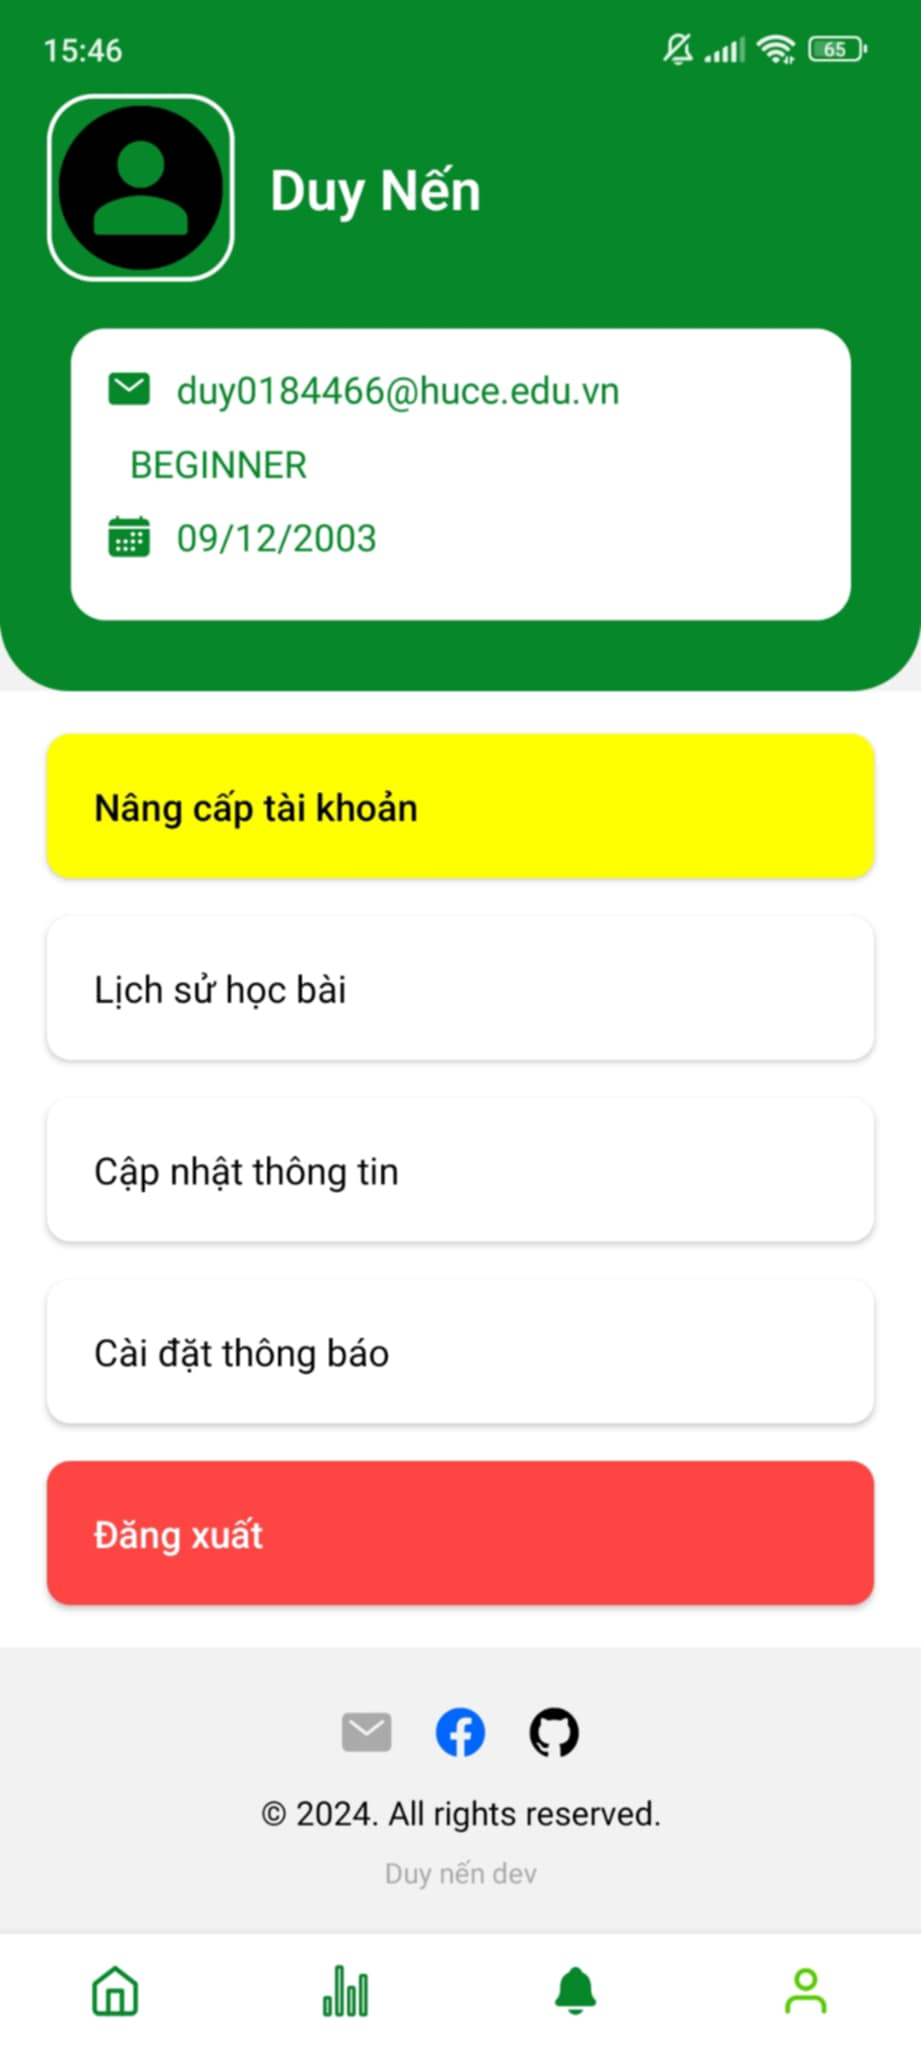 15:46
65
Duy Nến
duy0184466@huce.edu.vn
BEGINNER
09/12/2003
Nâng cấp tài khoản
Lịch sử học bài
Cập nhật thông tin
Cài đặt thông báo
Đăng xuất
© 2024. All rights reserved.
Duy nến dev